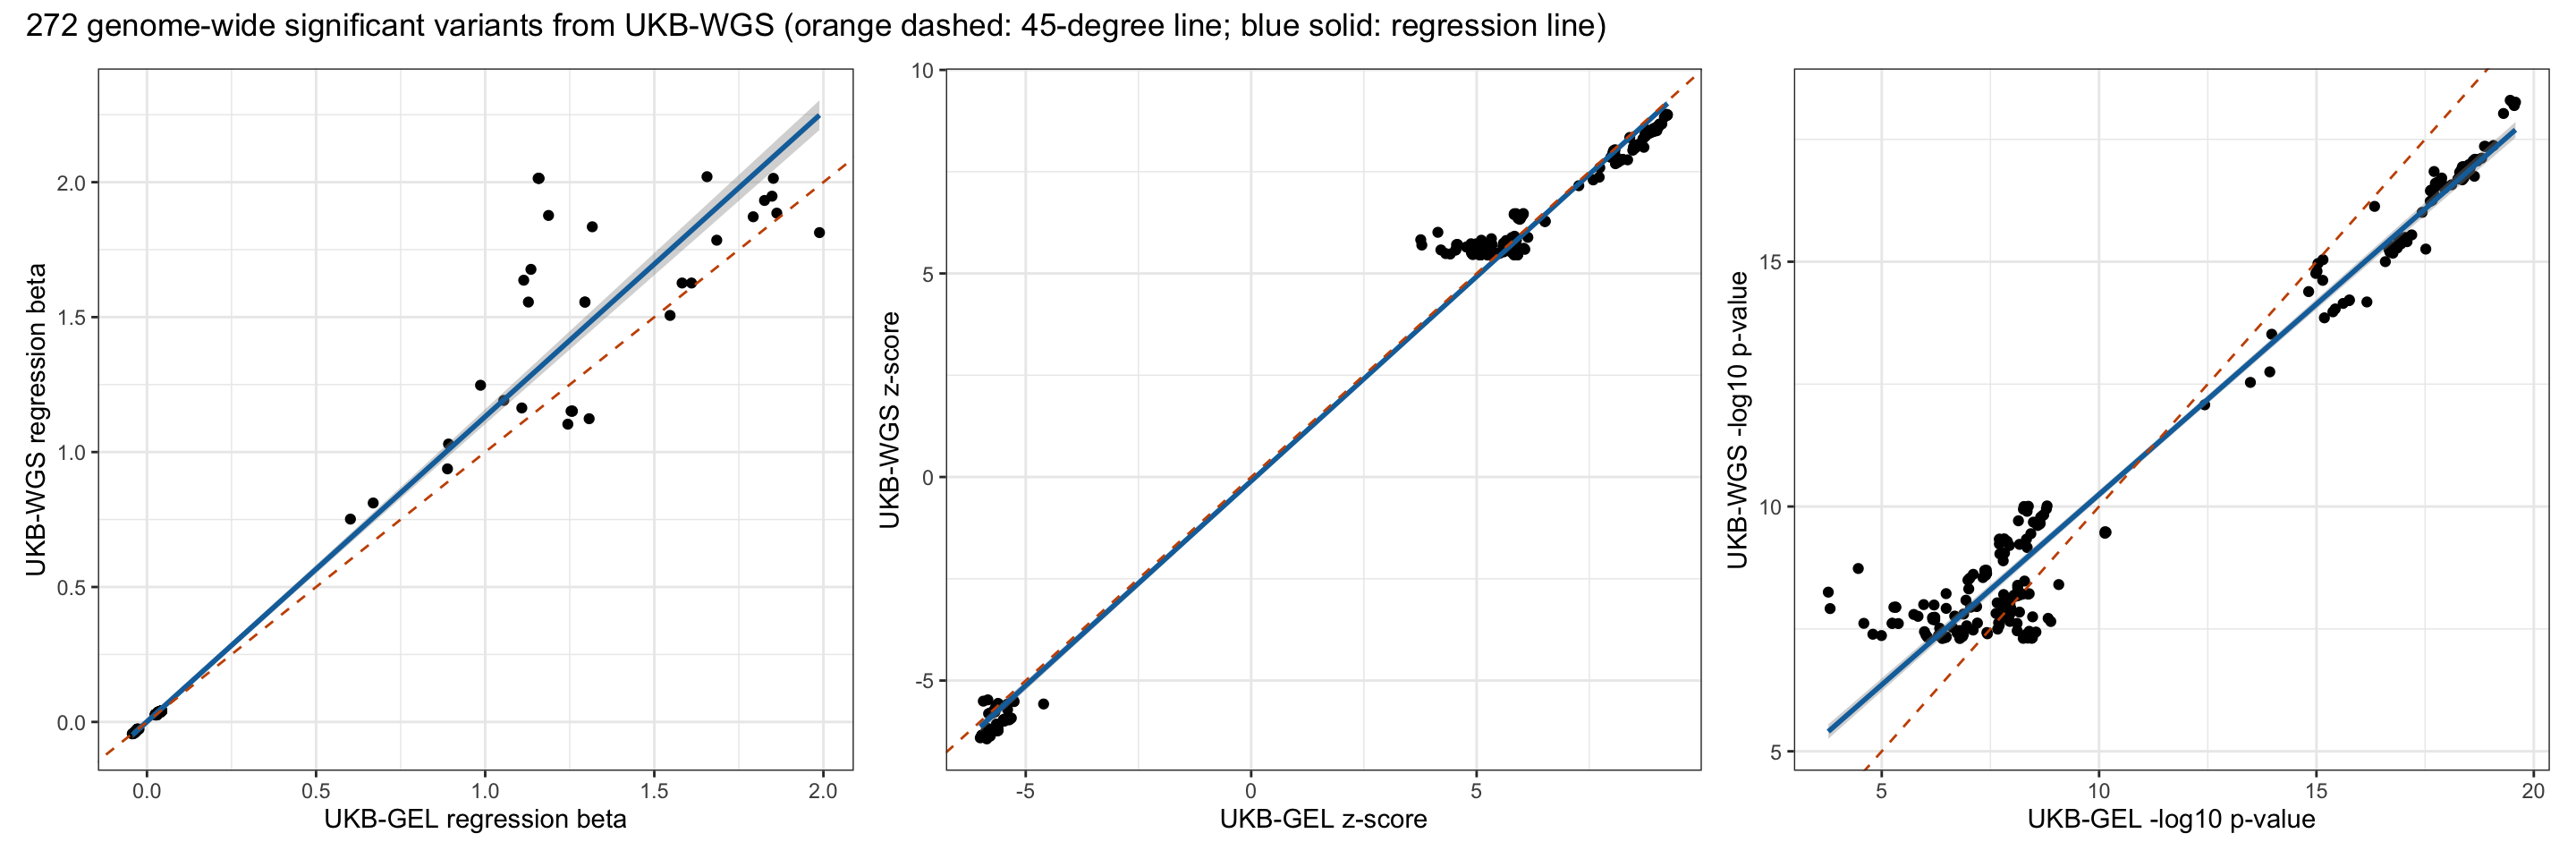 272 genome-wide significant variants from UKB-WGS (orange dashed: 45-degree line; blue solid: regression line)
UKB-WGS regression beta
2.0
1.5
1.0
0.5
0.0
0.0 0.5 1.0 1.5 2.0
UKB-GEL regression beta
UKB-WGS z-score
10
5
0
-5
-5 0 5
UKB-GEL z-score
UKB-WGS -log10 p-value
15
10
5
5 10 15 20
UKB-GEL -log10 p-value